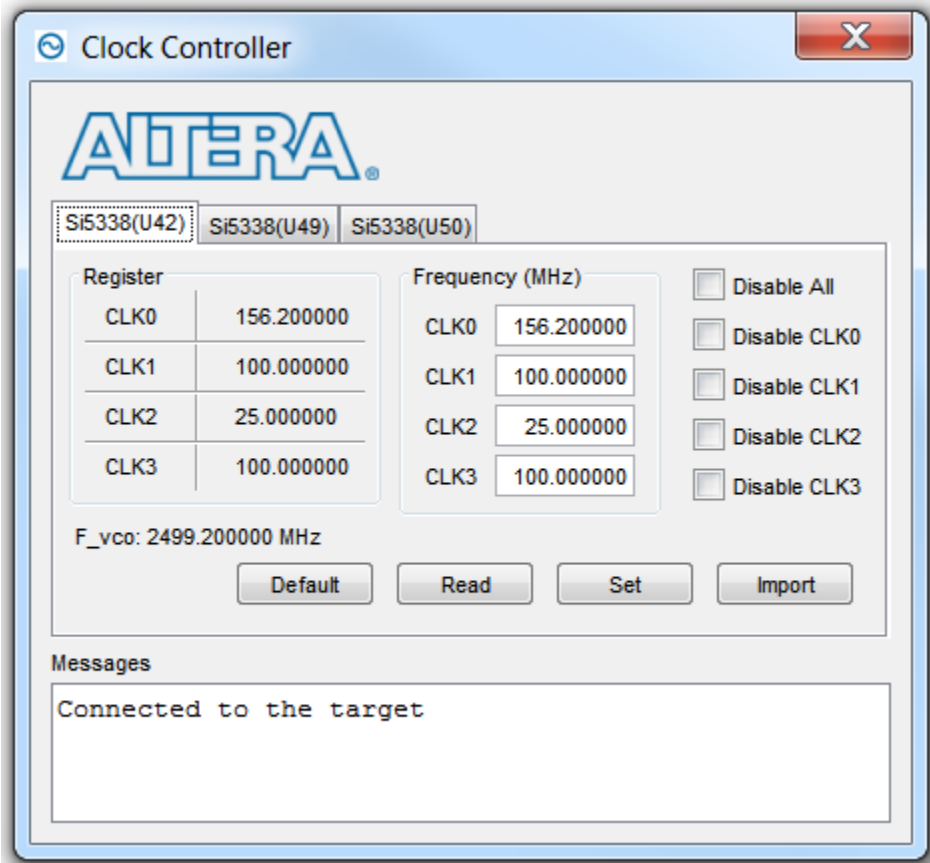 Clock Controller
ALTERA®
Si5338(U42) Si5338(U49) Si5338(U50)
Register
CLK0 156.200000
CLK1 100.000000
CLK2 25.000000
CLK3 100.000000
Frequency (MHz)
CLK0 156.200000
CLK1 100.000000
CLK2 25.000000
CLK3 100.000000
Disable All
Disable CLK0
Disable CLK1
Disable CLK2
Disable CLK3
F_vco: 2499.200000 MHz
Default Read Set Import
Messages
Connected to the target